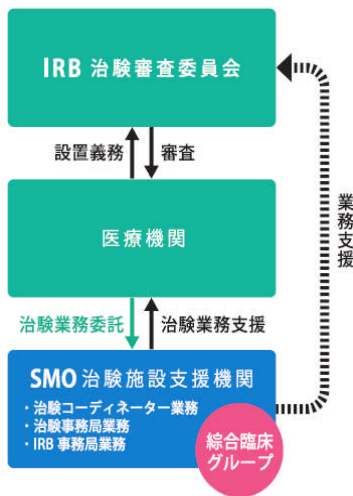 IRB 治験審査委員会
設置義務
審査
業務支援
医療機関
治験業務委託
治験業務支援
SMO 治験施設支援機関
・治験コーディネーター業務
・治験事務局業務
・IRB 事務局業務
綜合臨床
グループ